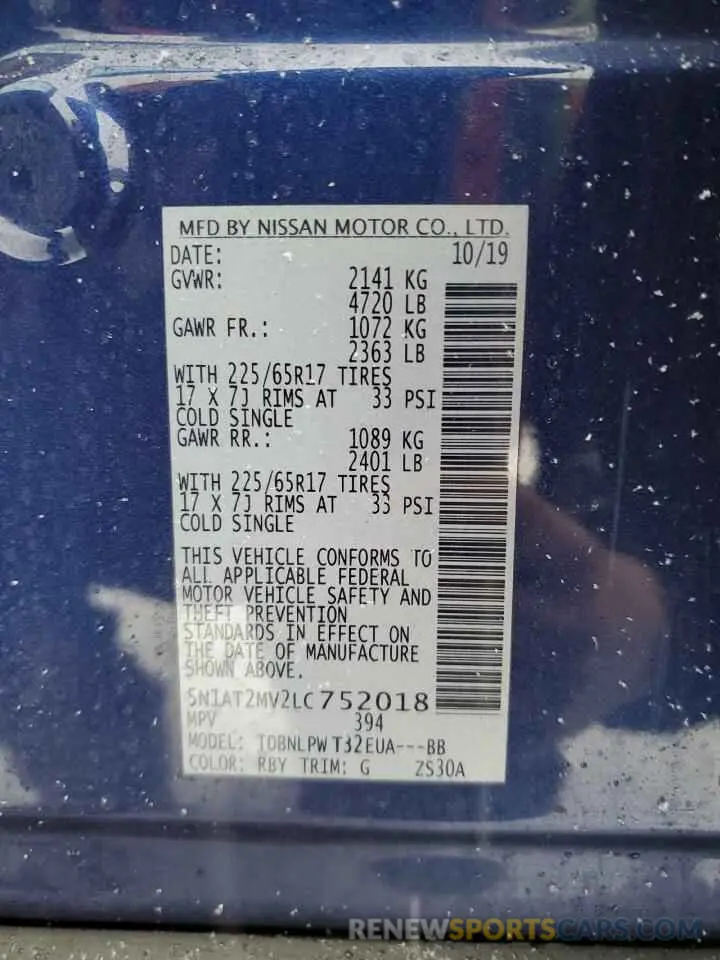 MFD BY NISSAN MOTOR CO., LTD.
DATE: 10/19
GVWR: 2141 KG
4720 LB
GAWR FR.: 1072 KG
2363 LB
WITH 225/65R17 TIRES
17 X 7J RIMS AT 33 PSI
COLD SINGLE
GAWR RR.: 1089 KG
2401 LB
WITH 225/65R17 TIRES
17 X 7J RIMS AT 33 PSI
COLD SINGLE
THIS VEHICLE CONFORMS TO
ALL APPLICABLE FEDERAL
MOTOR VEHICLE SAFETY AND
THEFT PREVENTION
STANDARDS IN EFFECT ON
THE DATE OF MANUFACTURE
SHOWN ABOVE.
5N1AT2MV2LC752018
MPV 394
MODEL: TDBNLPW T32EUA---BB
COLOR: RBY TRIM: G ZS30A
RENEWSPORTSCARS.COM